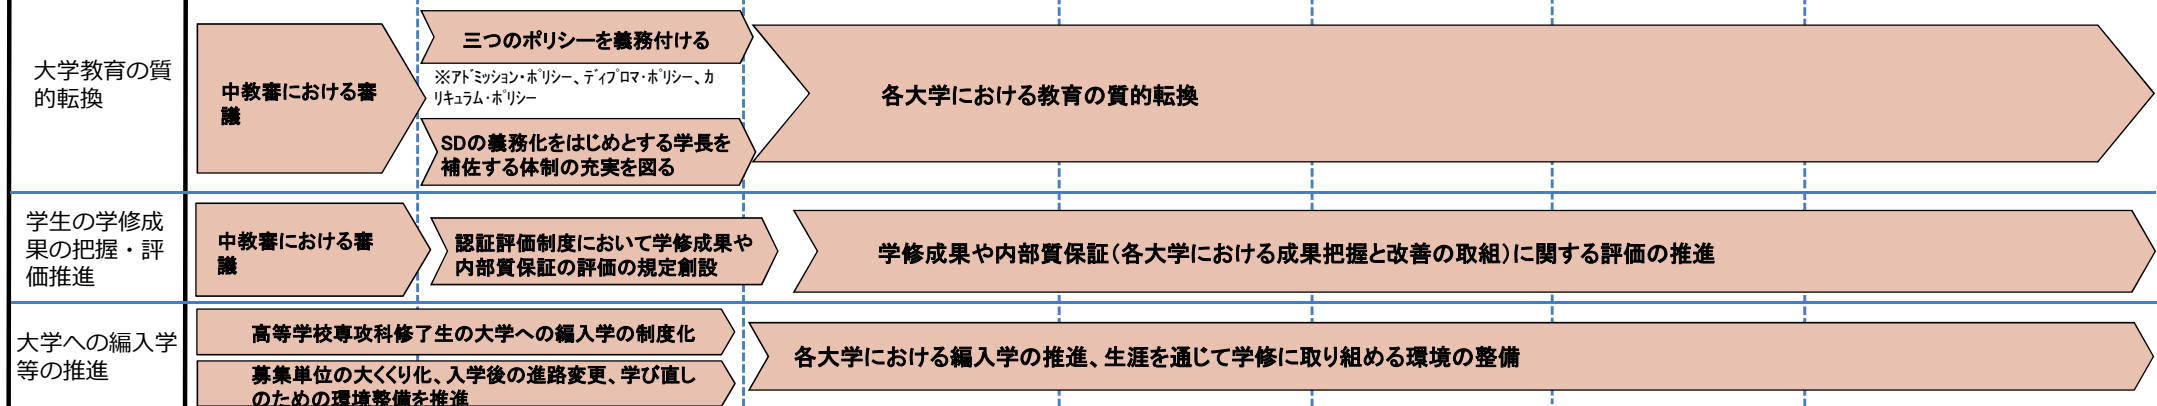 大学教育の質
的転換
中教審における審
議
三つのポリシーを義務付ける
※ｱﾄﾞﾐｯｼｮﾝ・ﾎﾟﾘｼｰ、ﾃﾞｨﾌﾟﾛﾏ・ﾎﾟﾘｼｰ、ｶ
ﾘｷｭﾗﾑ・ﾎﾟﾘｼｰ
SDの義務化をはじめとする学長を
補佐する体制の充実を図る
各大学における教育の質的転換
学生の学修成
果の把握・評
価推進
中教審における審
議
認証評価制度において学修成果や
内部質保証の評価の規定創設
学修成果や内部質保証（各大学における成果把握と改善の取組）に関する評価の推進
大学への編入学
等の推進
高等学校専攻科修了生の大学への編入学の制度化
募集単位の大くくり化、入学後の進路変更、学び直し
のための環境整備を推進
各大学における編入学の推進、生涯を通じて学修に取り組める環境の整備